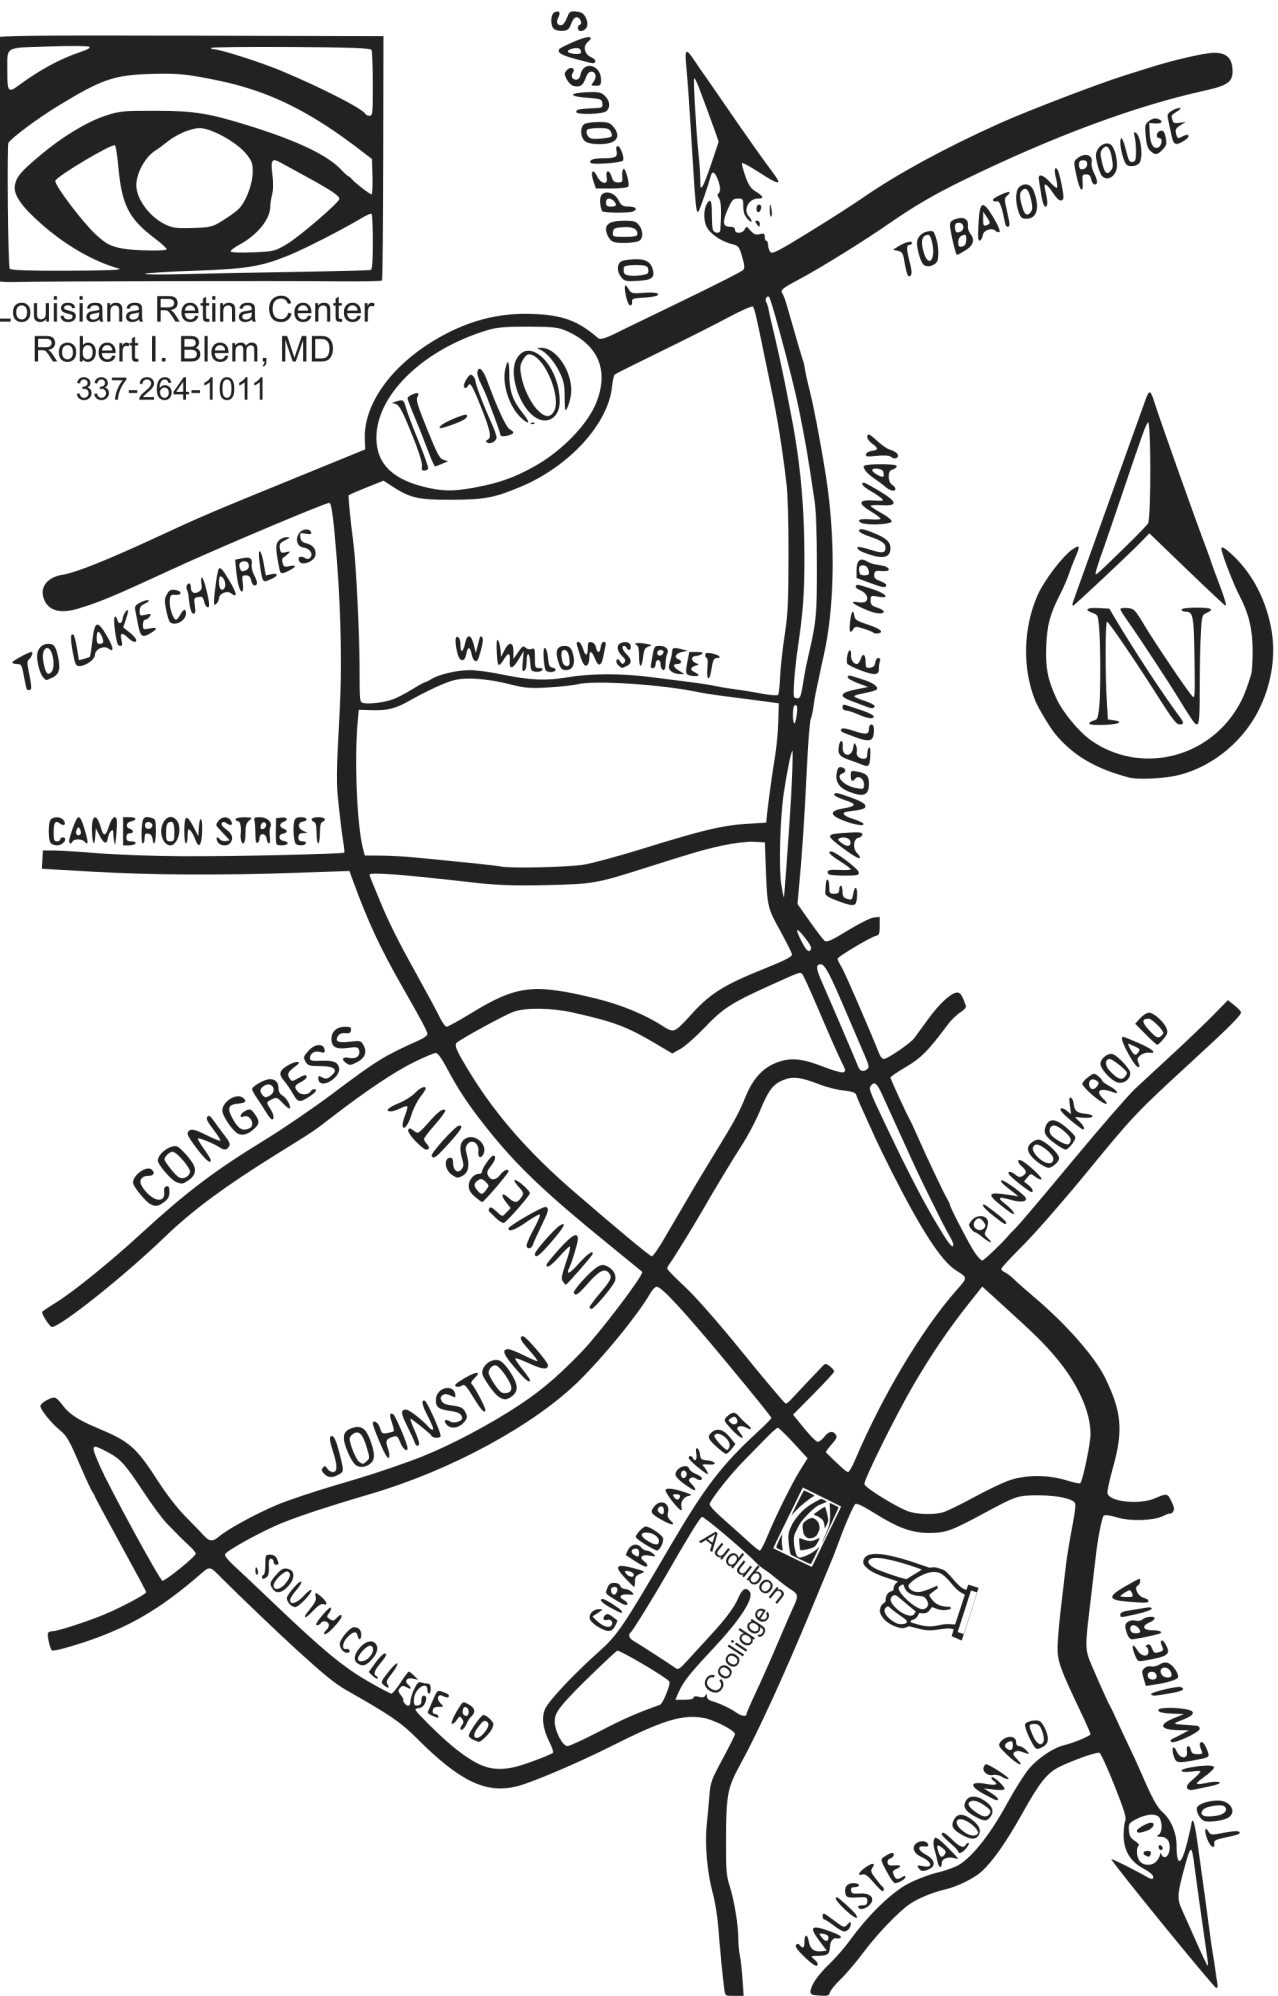 TO OPELOUSAS
TO BATON ROUGE
Louisiana Retina Center
Robert I. Blem, MD
337-264-1011
I-10
TO LAKE CHARLES
EVANGELINE THRUWAY
N
W WILLOW STREET
CAMERON STREET
CONGRESS
UNIVERSITY
PINHOOK ROAD
JOHNSTON
GIRARD PARK DR
Audubon
Coolidge
SOUTH COLLEGE RD
TO NEW IBERIA
KALISTE SALOOM RD